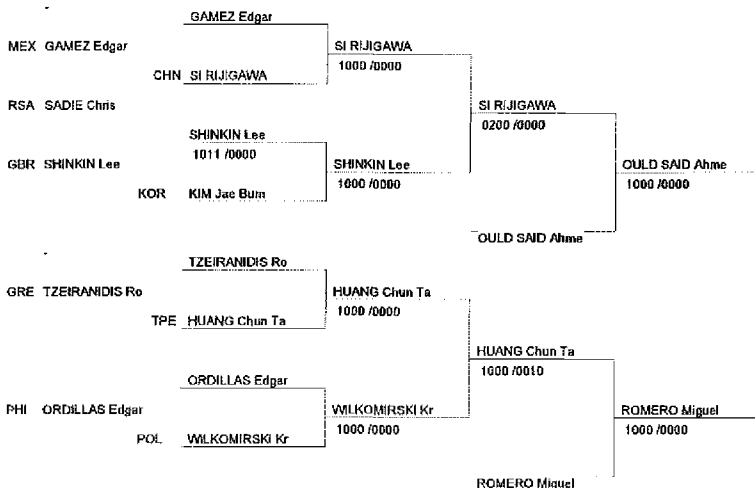 GAMEZ Edgar
MEX GAMEZ Edgar
SI RIJIGAWA
1000 /0000
CHN SI RIJIGAWA
RSA SADIE Chris
SI RIJIGAWA
0200 /0000
SHINKIN Lee
1011 /0000
GBR SHINKIN Lee
SHINKIN Lee
1000 /0000
OULD SAID Ahme
1000 /0000
KOR KIM Jae Bum
OULD SAID Ahme
TZEIRANIDIS Ro
GRE TZEIRANIDIS Ro
HUANG Chun Ta
1000 /0000
TPE HUANG Chun Ta
HUANG Chun Ta
1000 /0010
ORDILLAS Edgar
PHI ORDILLAS Edgar
WILKOMIRSKI Kr
1000 /0000
ROMERO Miguel
1000 /0000
POL WILKOMIRSKI Kr
ROMERO Miguel